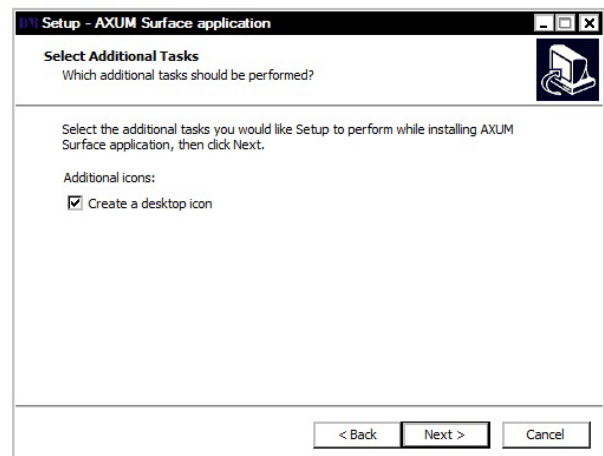 Setup - AXUM Surface application
Select Additional Tasks
Which additional tasks should be performed?
Select the additional tasks you would like Setup to perform while installing AXUM
Surface application, then click Next.
Additional icons:
Create a desktop icon
< Back Next > Cancel